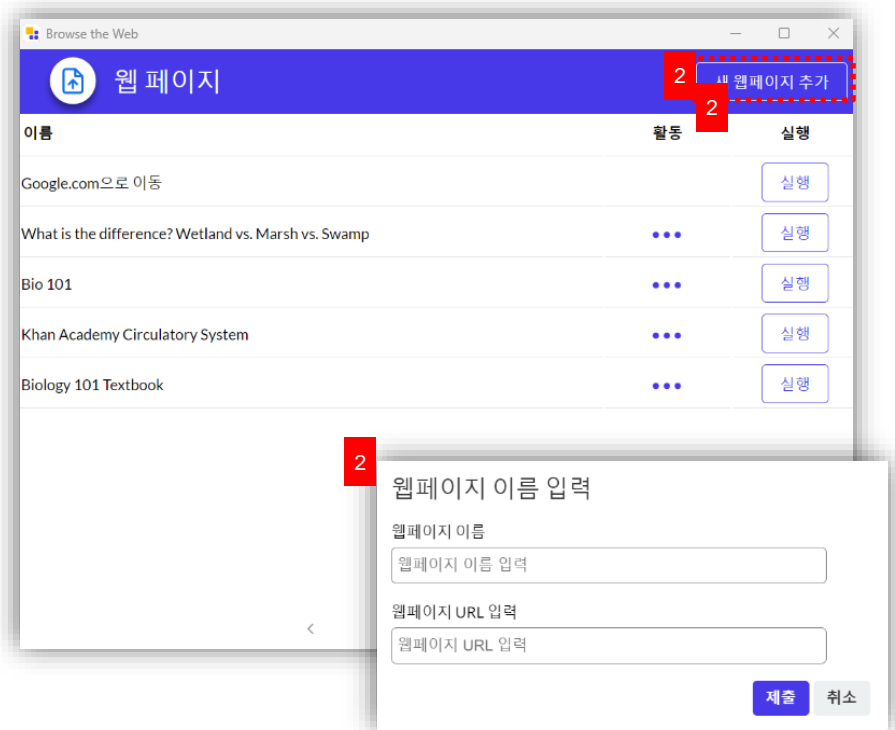 Browse the Web
웹 페이지
2
새 웹페이지 추가
2
이름 활동 실행
Google.com으로 이동 실행
What is the difference? Wetland vs. Marsh vs. Swamp 실행
Bio 101 실행
Khan Academy Circulatory System 실행
Biology 101 Textbook 실행
2
웹페이지 이름 입력
웹페이지 이름
웹페이지 이름 입력
웹페이지 URL 입력
웹페이지 URL 입력
제출 취소